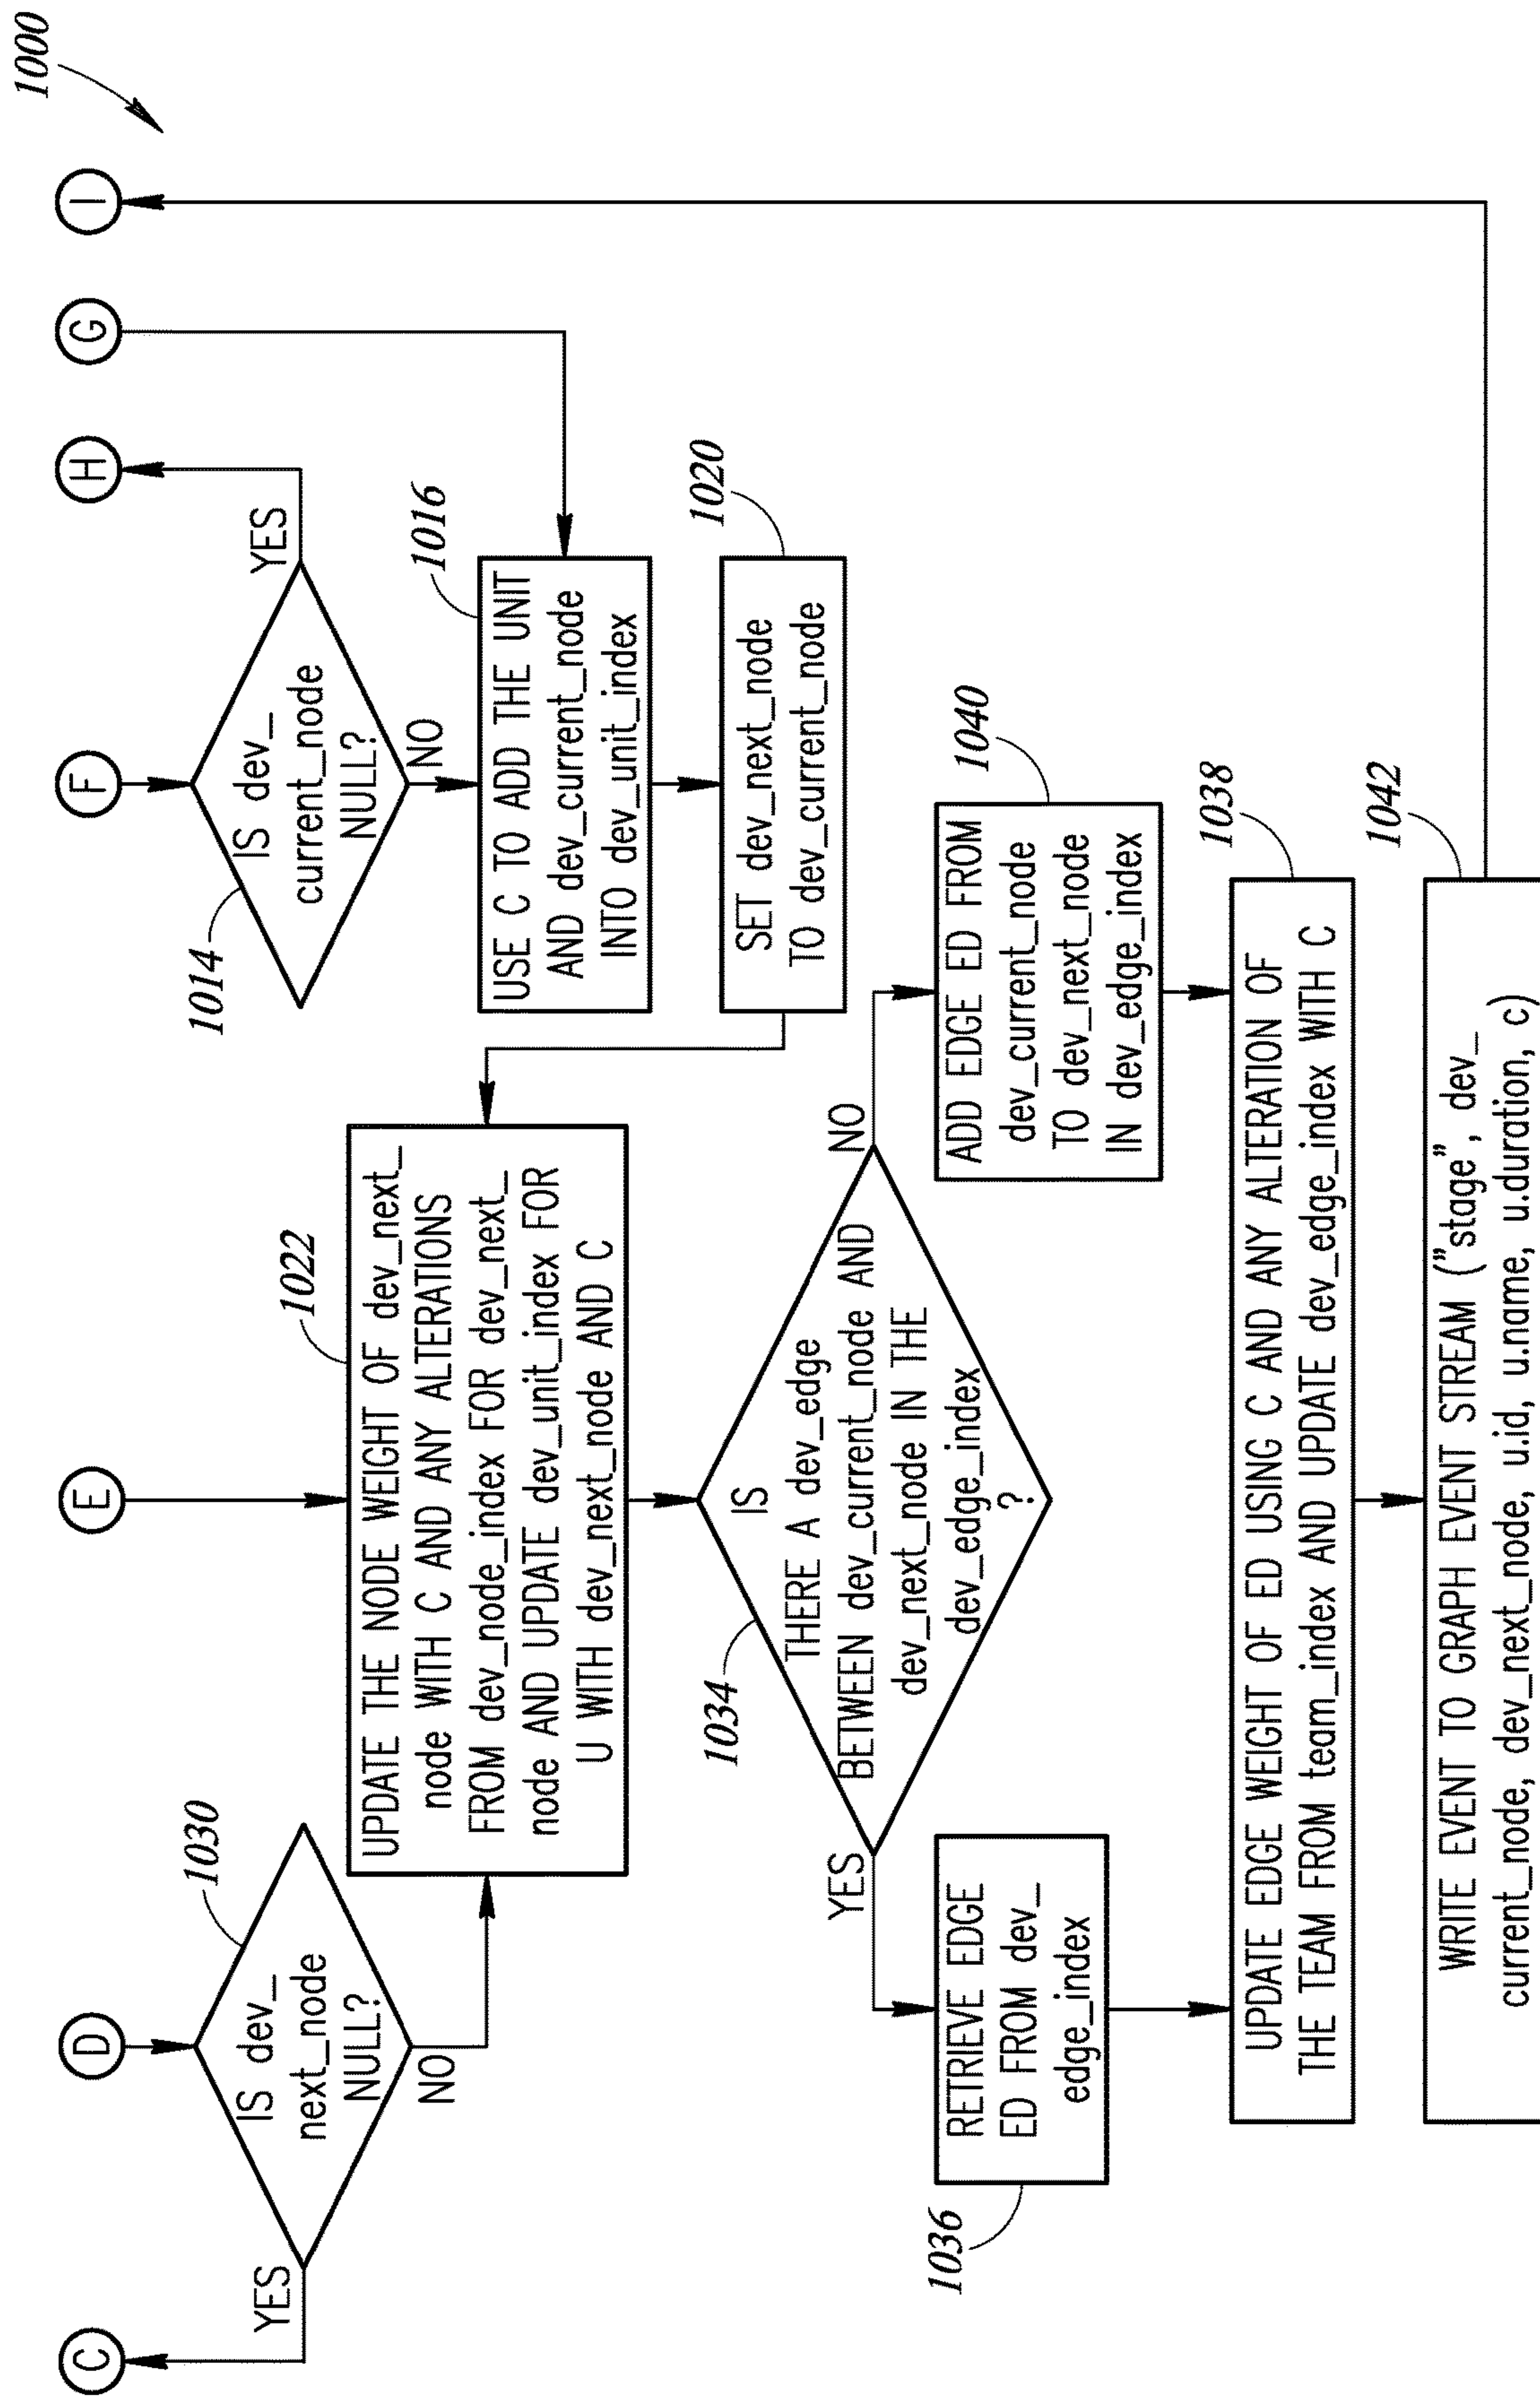 1000
C
D
E
F
H
G
I
1030
IS dev_
next_node
NULL?
YES
NO
1014
IS dev_
current_node
NULL?
YES
NO
1022
UPDATE THE NODE WEIGHT OF dev_next_
node WITH C AND ANY ALTERATIONS
FROM dev_node_index FOR dev_next_
node AND UPDATE dev_unit_index FOR
U WITH dev_next_node AND C
1016
USE C TO ADD THE UNIT
AND dev_current_node
INTO dev_unit_index
1020
SET dev_next_node
TO dev_current_node
1034
IS
THERE A dev_edge
BETWEEN dev_current_node AND
dev_next_node IN THE
dev_edge_index
?
YES
NO
1036
RETRIEVE EDGE
ED FROM dev_
edge_index
1040
ADD EDGE ED FROM
dev_current_node
TO dev_next_node
IN dev_edge_index
1038
UPDATE EDGE WEIGHT OF ED USING C AND ANY ALTERATION OF
THE TEAM FROM team_index AND UPDATE dev_edge_index WITH C
1042
WRITE EVENT TO GRAPH EVENT STREAM ("stage", dev_
current_node, dev_next_node, u.id, u.name, u.duration, c)